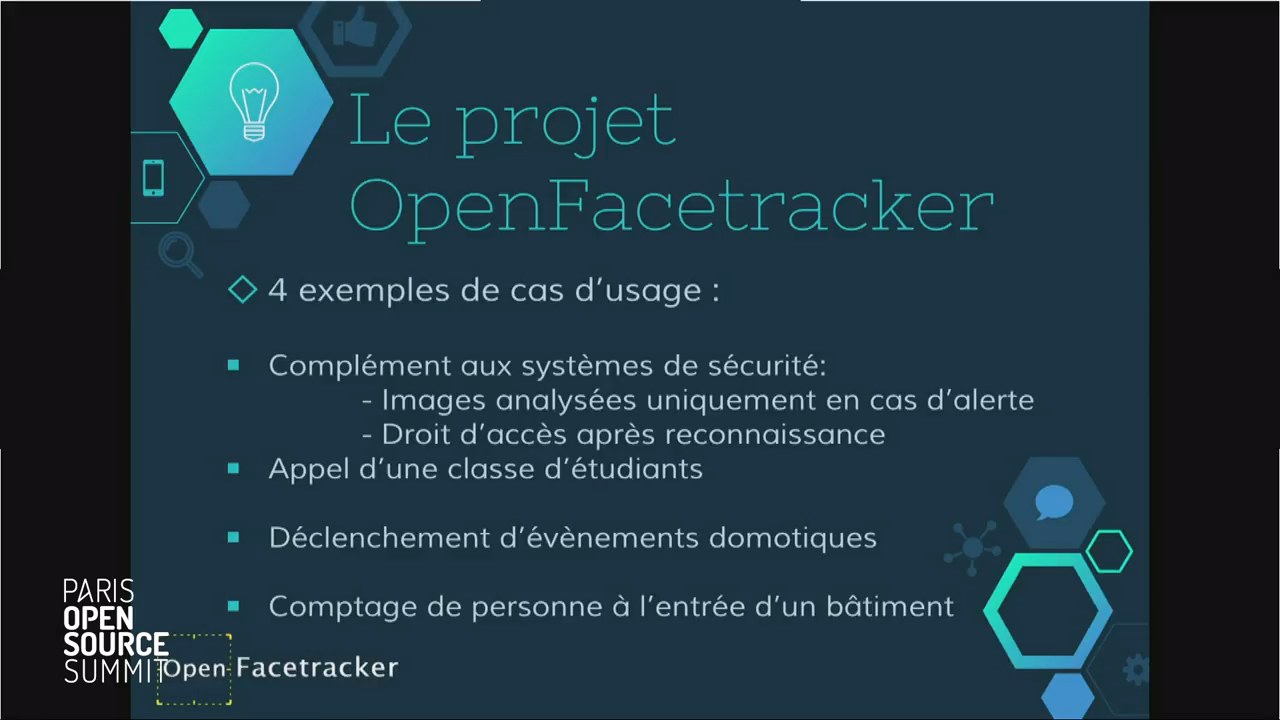 Le projet
OpenFacetracker
4 exemples de cas d’usage :
Complément aux systèmes de sécurité:
- Images analysées uniquement en cas d’alerte
- Droit d’accès après reconnaissance
Appel d’une classe d’étudiants
Déclenchement d’évènements domotiques
Comptage de personne à l’entrée d’un bâtiment
PARIS
OPEN
SOURCE
SUMMIT
Open Facetracker